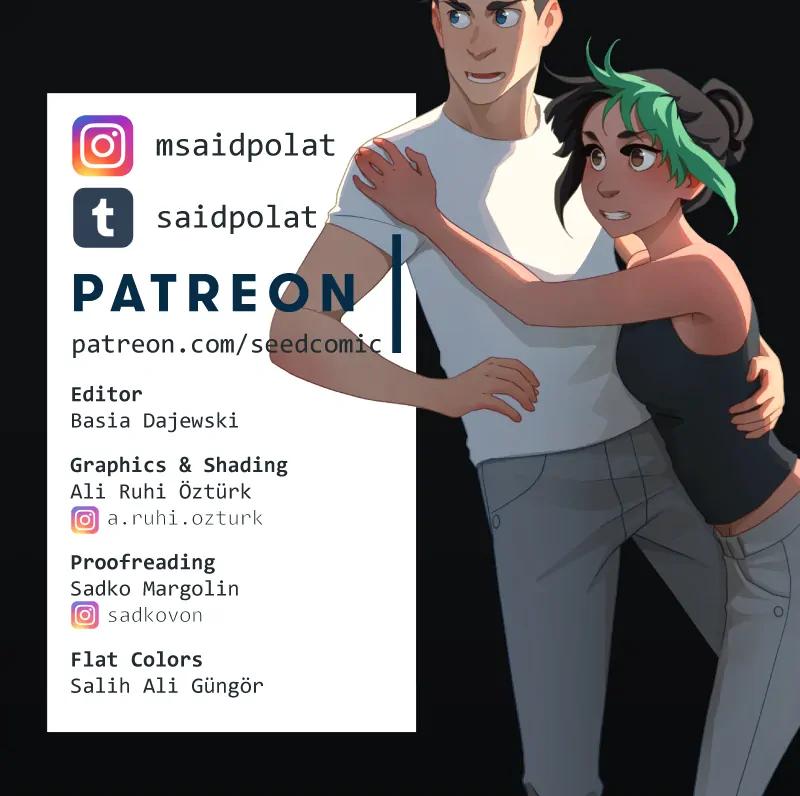 msaidpolat
saidpolat
PATREON
patreon.com/seedcomic
Editor
Basia Dajewski
Graphics & Shading
Ali Ruhi Öztürk
a.ruhi.ozturk
Proofreading
Sadko Margolin
sadkovon
Flat Colors
Salih Ali Güngör